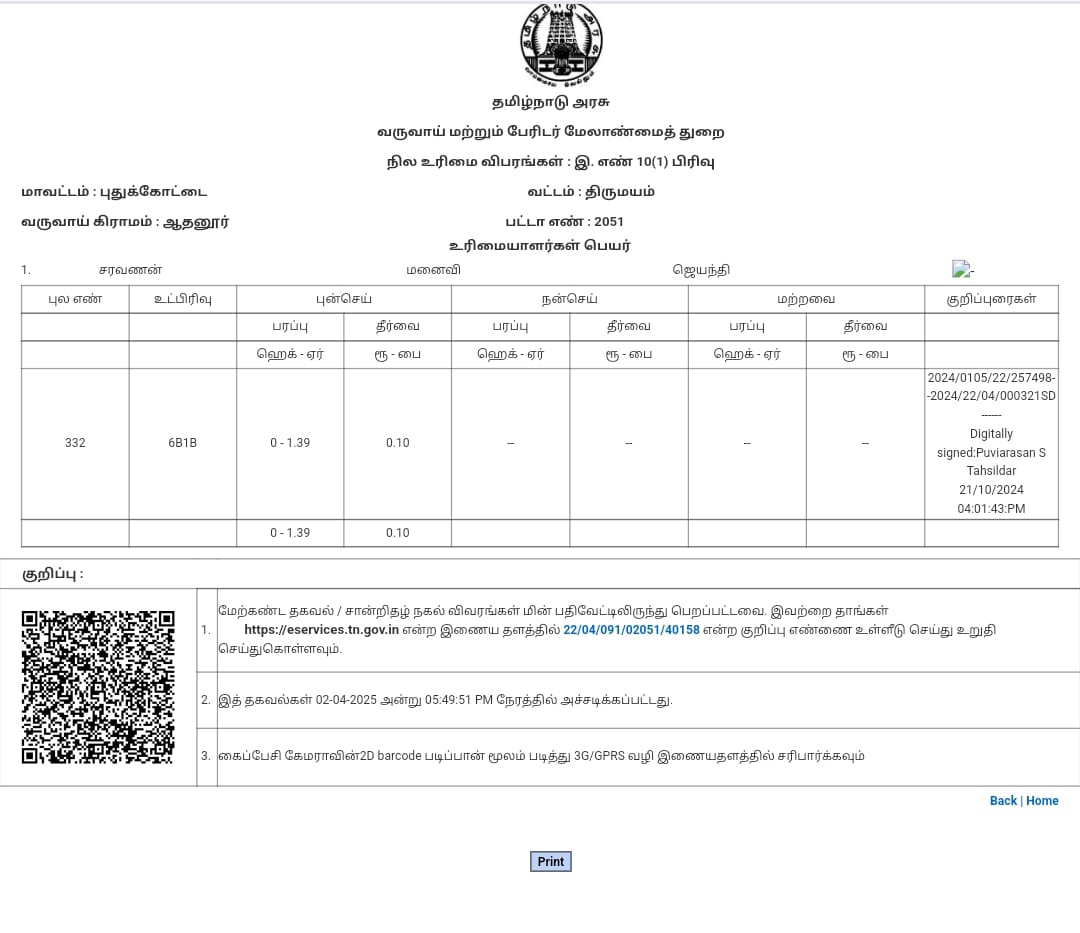 தமிழ்நாடு அரசு
தமிழ்நாடு அரசு
வருவாய் மற்றும் பேரிடர் மேலாண்மைத் துறை
நில உரிமை விபரங்கள் : இ. எண் 10(1) பிரிவு
மாவட்டம் : புதுக்கோட்டை வட்டம் : திருமயம்
வருவாய் கிராமம் : ஆதனூர் பட்டா எண் : 2051
உரிமையாளர்கள் பெயர்
1. சரவணன் மனைவி ஜெயந்தி -
புல எண் உட்பிரிவு புன்செய் நன்செய் மற்றவை குறிப்புரைகள்
பரப்பு தீர்வை பரப்பு தீர்வை பரப்பு தீர்வை
ஹெக் - ஏர் ரூ - பை ஹெக் - ஏர் ரூ - பை ஹெக் - ஏர் ரூ - பை
332 6B1B 0 - 1.39 0.10 -- -- -- --
2024/0105/22/257498-
-2024/22/04/000321SD
------
Digitally
signed:Puviarasan S
Tahsildar
21/10/2024
04:01:43:PM
0 - 1.39 0.10
குறிப்பு :
1. மேற்கண்ட தகவல் / சான்றிதழ் நகல் விவரங்கள் மின் பதிவேட்டிலிருந்து பெறப்பட்டவை. இவற்றை தாங்கள்
https://eservices.tn.gov.in என்ற இணைய தளத்தில் 22/04/091/02051/40158 என்ற குறிப்பு எண்ணை உள்ளீடு செய்து உறுதி
செய்துகொள்ளவும்.
2. இத் தகவல்கள் 02-04-2025 அன்று 05:49:51 PM நேரத்தில் அச்சடிக்கப்பட்டது.
3. கைப்பேசி கேமராவின்2D barcode படிப்பான் மூலம் படித்து 3G/GPRS வழி இணையதளத்தில் சரிபார்க்கவும்
Back | Home
Print